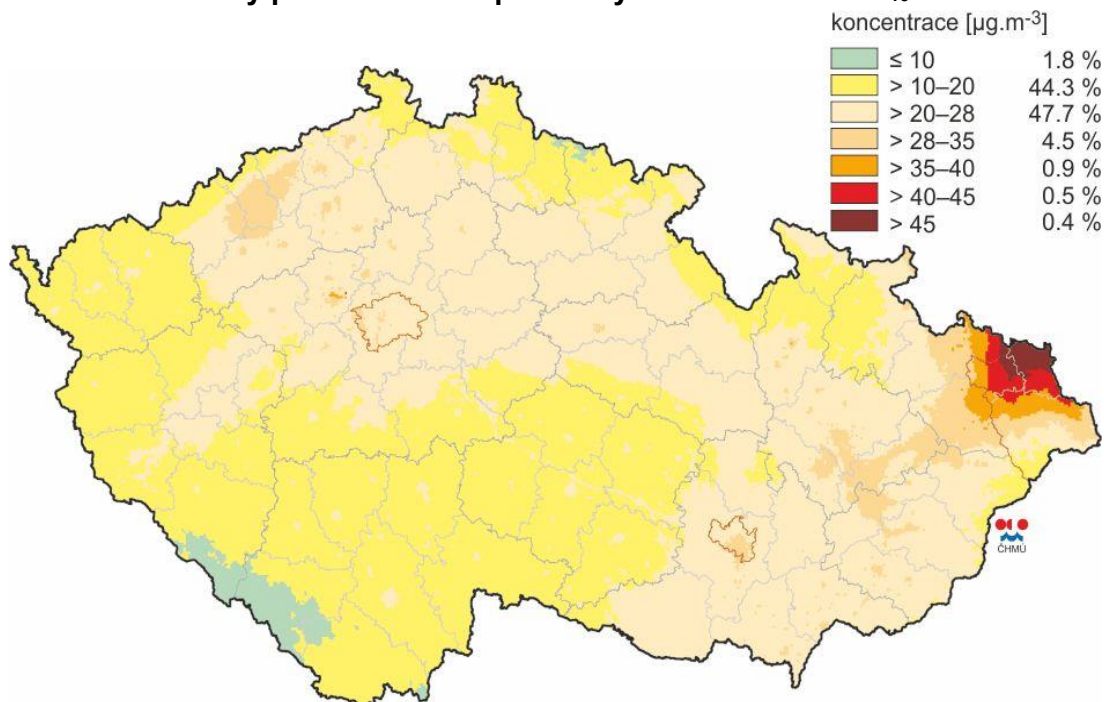 koncentrace [µg.m-3]
≤ 10 1.8 %
> 10–20 44.3 %
> 20–28 47.7 %
> 28–35 4.5 %
> 35–40 0.9 %
> 40–45 0.5 %
> 45 0.4 %
ČHMÚ